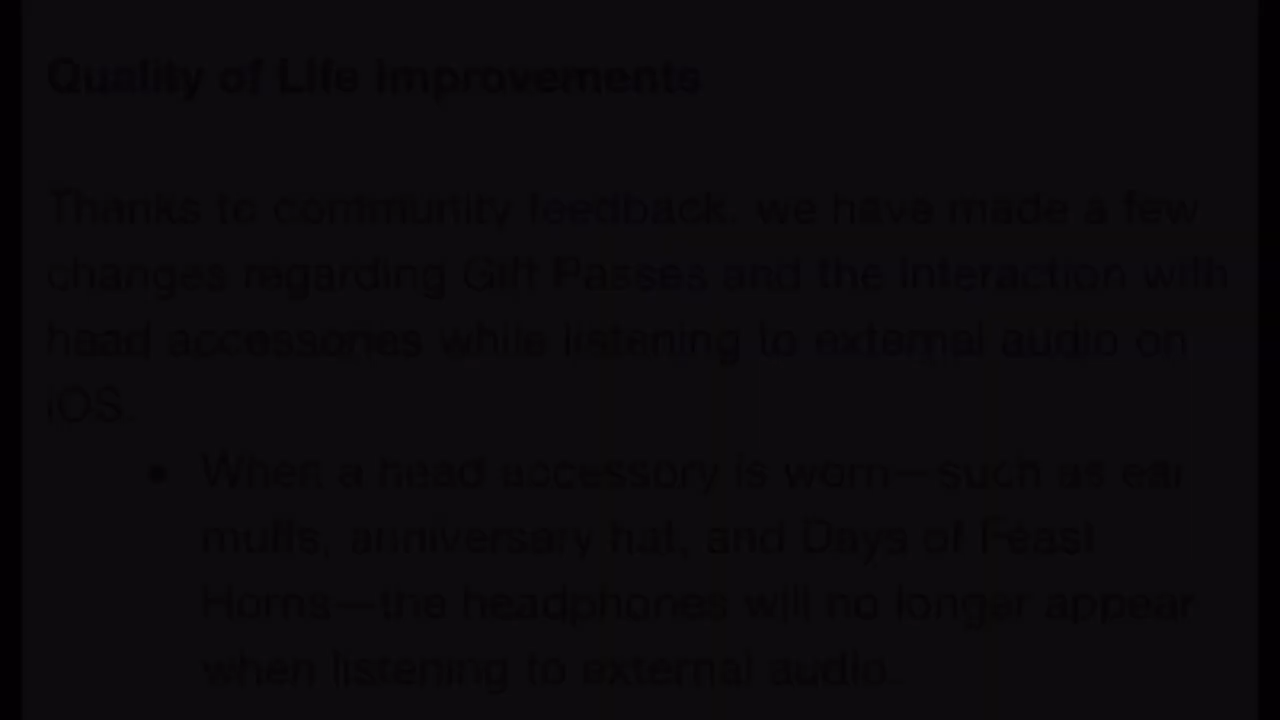 Quality of Life Improvements
Thanks to community feedback, we have made a few
changes regarding Gift Passes and the interaction with
head accessories while listening to external audio on
iOS.
• When a head accessory is worn—such as ear
muffs, anniversary hat, and Days of Feast
Horns—the headphones will no longer appear
when listening to external audio.